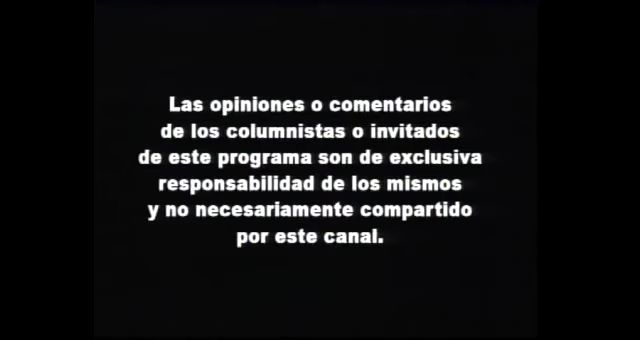 Las opiniones o comentarios
de los columnistas o invitados
de este programa son de exclusiva
responsabilidad de los mismos
y no necesariamente compartido
por este canal.